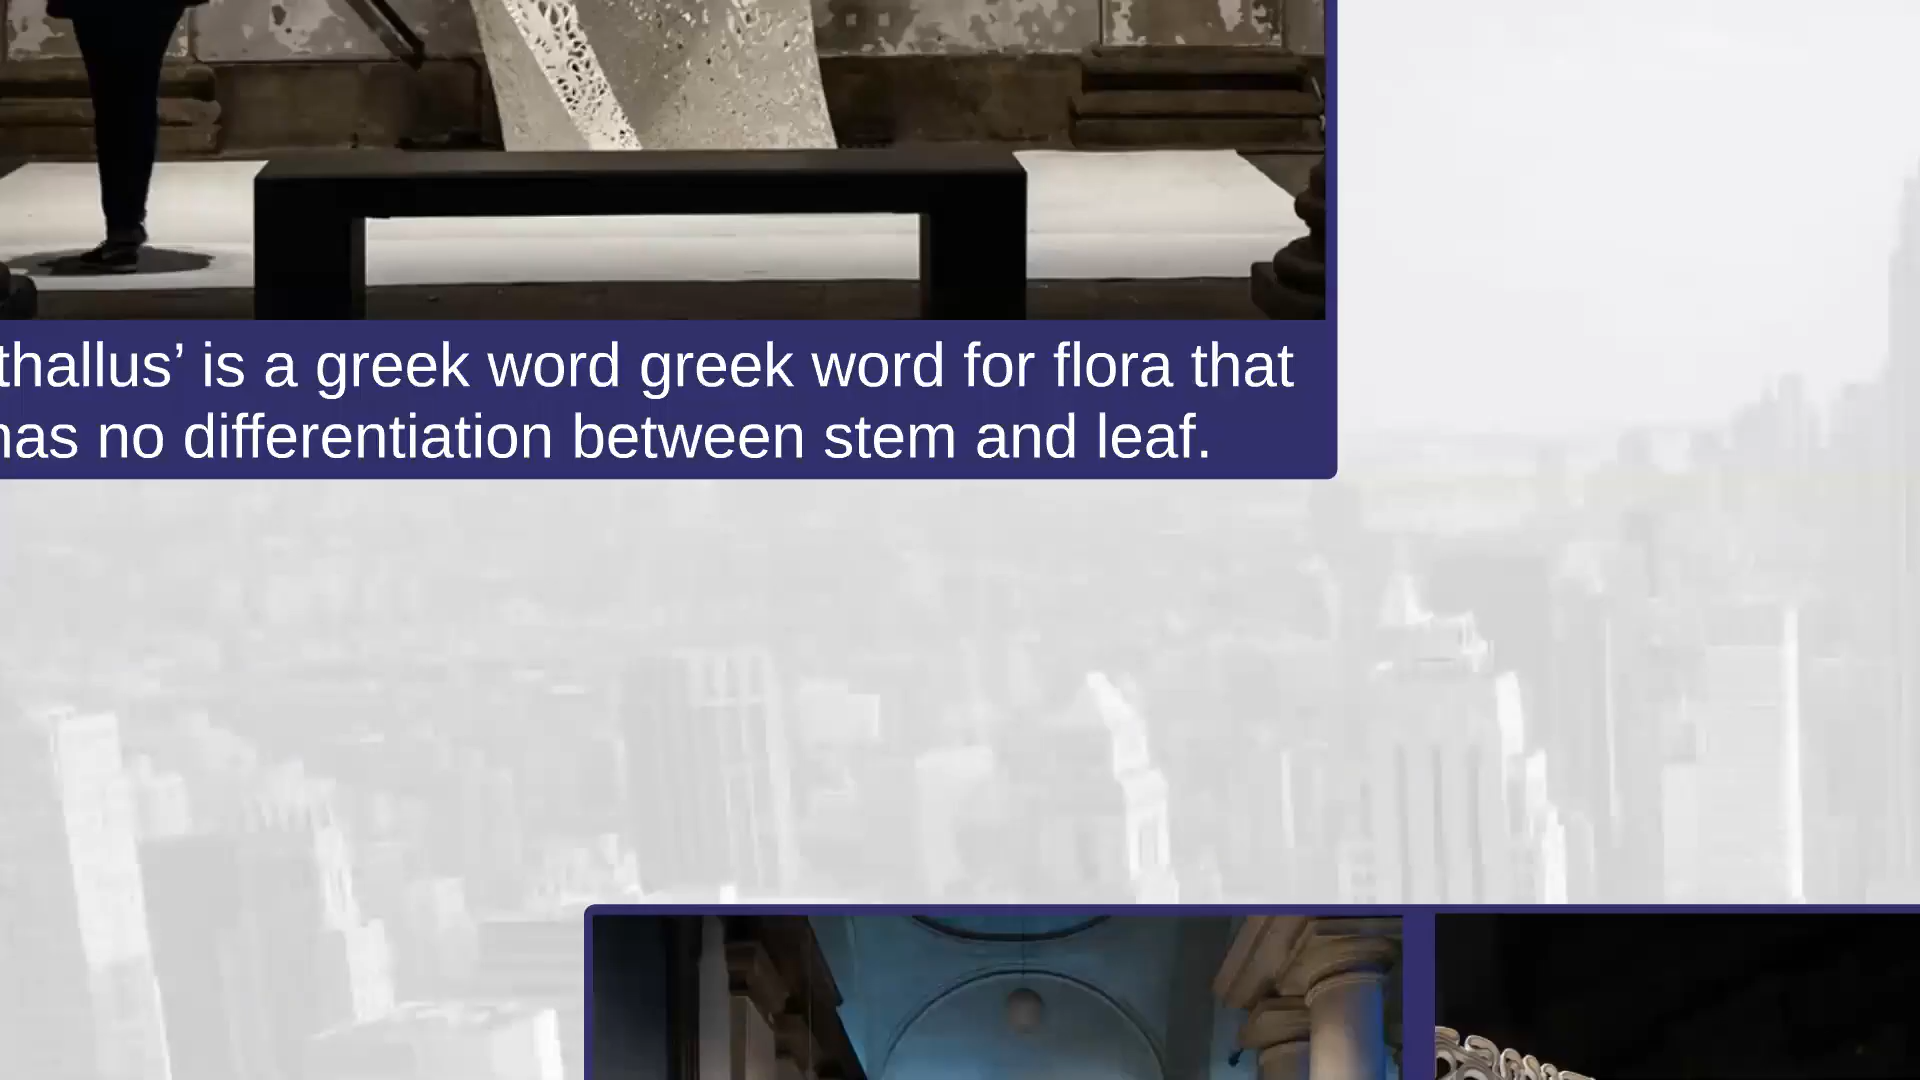 thallus’ is a greek word greek word for flora that
has no differentiation between stem and leaf.